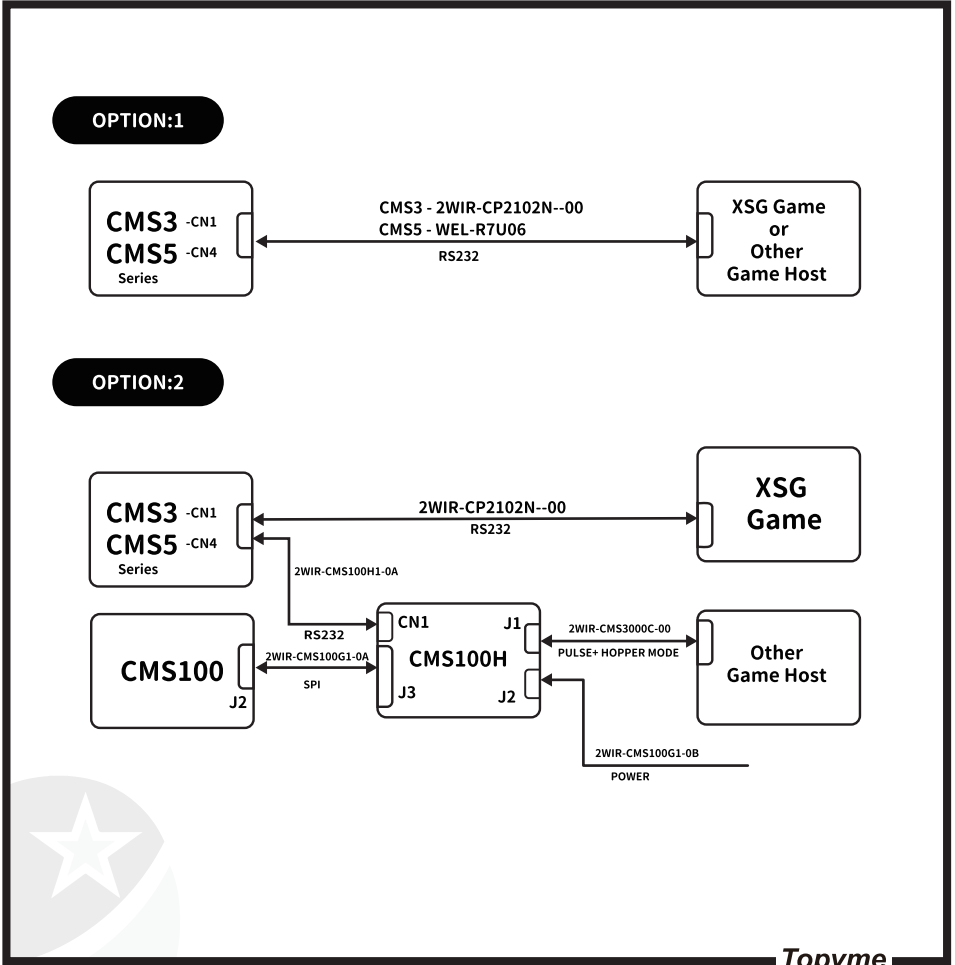 OPTION:1
CMS3 -CN1
CMS5 -CN4
Series
CMS3 - 2WIR-CP2102N--00
CMS5 - WEL-R7U06
RS232
XSG Game
or
Other
Game Host
OPTION:2
CMS3 -CN1
CMS5 -CN4
Series
2WIR-CP2102N--00
RS232
XSG
Game
2WIR-CMS100H1-0A
RS232
2WIR-CMS100G1-0A
SPI
CMS100
J2
CN1
J1
CMS100H
J3
J2
2WIR-CMS3000C-00
PULSE+ HOPPER MODE
Other
Game Host
2WIR-CMS100G1-0B
POWER
Topvme